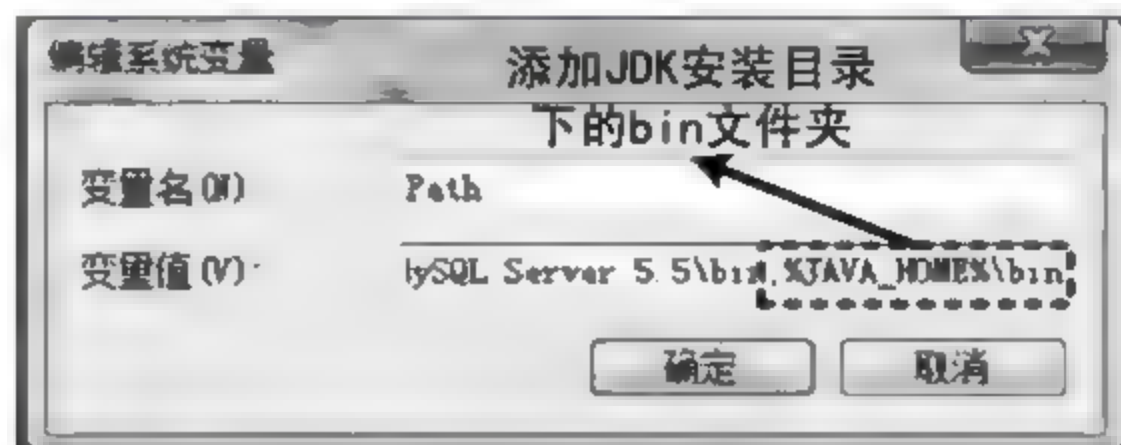 编辑系统变量
添加JDK安装目录
下的bin文件夹
变量名(N)
Path
变量值(V)
lySQL Server 5.5\bin;%JAVA_HOME%\bin
确定
取消